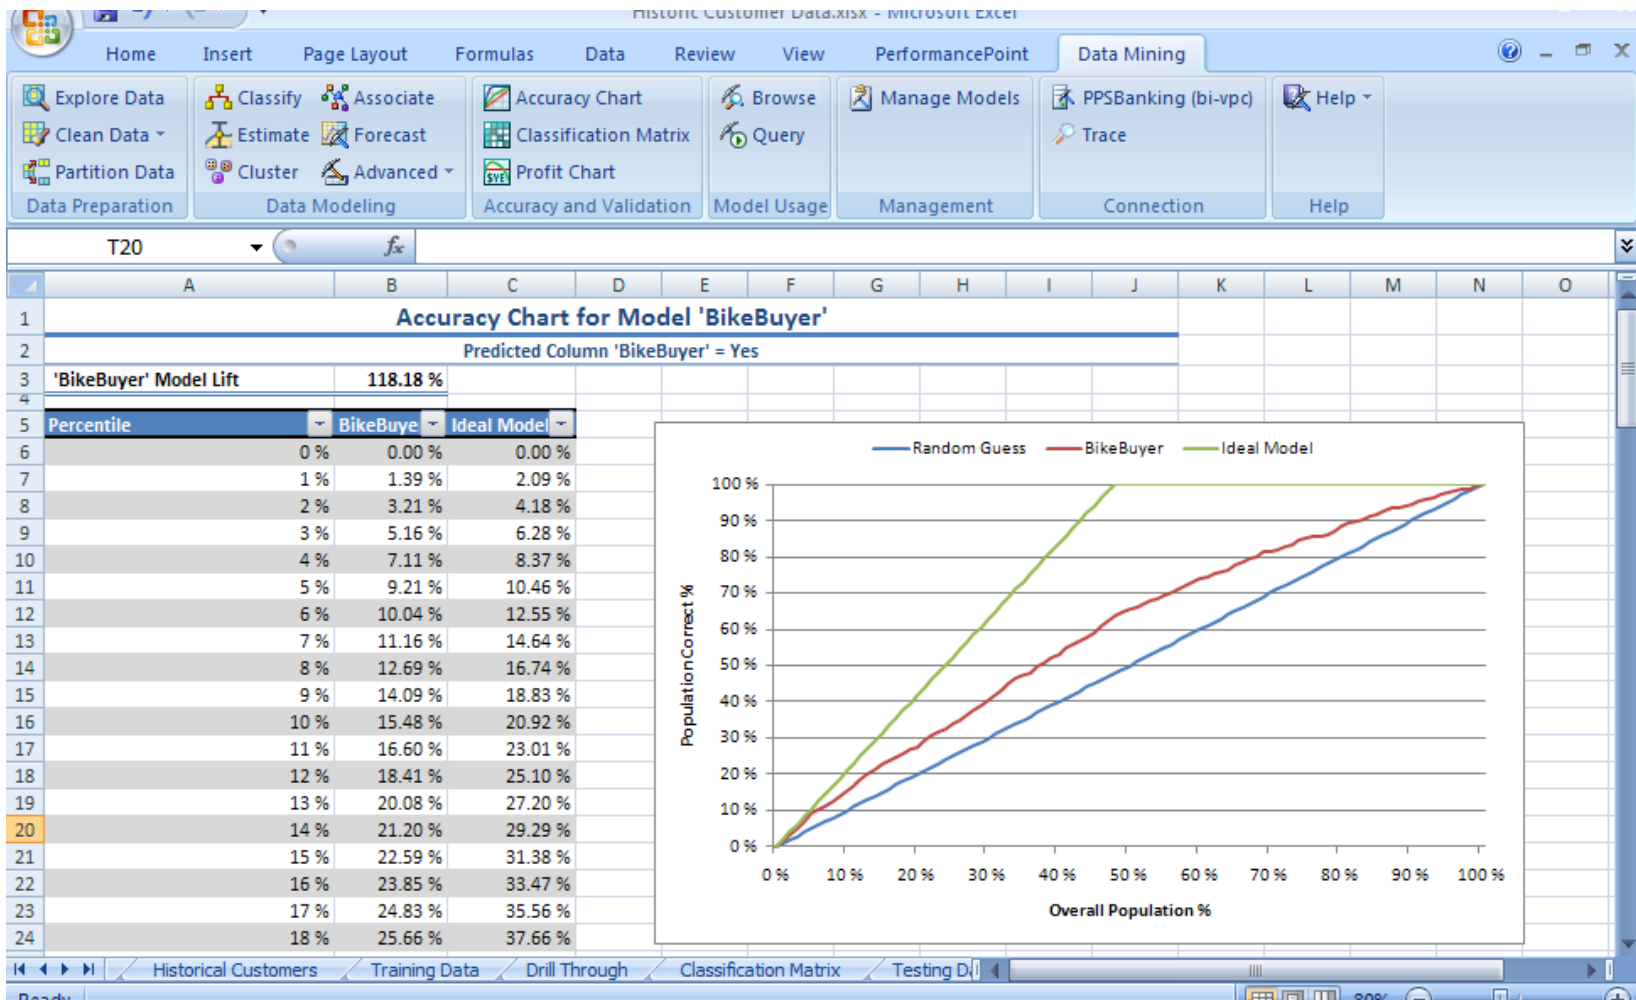 Historic Customer Data.xlsx - Microsoft Excel
Home Insert Page Layout Formulas Data Review View PerformancePoint Data Mining
Explore Data Classify Associate Accuracy Chart Browse Manage Models PPSBanking (bi-vpc) Help
Clean Data Estimate Forecast Classification Matrix Query Trace
Partition Data Cluster Advanced $¥€ Profit Chart
Data Preparation Data Modeling Accuracy and Validation Model Usage Management Connection Help
T20 fx
A B C D E F G H I J K L M N O
1 Accuracy Chart for Model 'BikeBuyer'
2 Predicted Column 'BikeBuyer' = Yes
3 'BikeBuyer' Model Lift 118.18 %
4
5 Percentile BikeBuye Ideal Model
6 0 % 0.00 % 0.00 %
7 1 % 1.39 % 2.09 %
8 2 % 3.21 % 4.18 %
9 3 % 5.16 % 6.28 %
10 4 % 7.11 % 8.37 %
11 5 % 9.21 % 10.46 %
12 6 % 10.04 % 12.55 %
13 7 % 11.16 % 14.64 %
14 8 % 12.69 % 16.74 %
15 9 % 14.09 % 18.83 %
16 10 % 15.48 % 20.92 %
17 11 % 16.60 % 23.01 %
18 12 % 18.41 % 25.10 %
19 13 % 20.08 % 27.20 %
20 14 % 21.20 % 29.29 %
21 15 % 22.59 % 31.38 %
22 16 % 23.85 % 33.47 %
23 17 % 24.83 % 35.56 %
24 18 % 25.66 % 37.66 %
Random Guess BikeBuyer Ideal Model
100 %
90 %
80 %
70 %
60 %
50 %
40 %
30 %
20 %
10 %
0 %
Population Correct %
0 % 10 % 20 % 30 % 40 % 50 % 60 % 70 % 80 % 90 % 100 %
Overall Population %
Historical Customers Training Data Drill Through Classification Matrix Testing D
Ready 80%